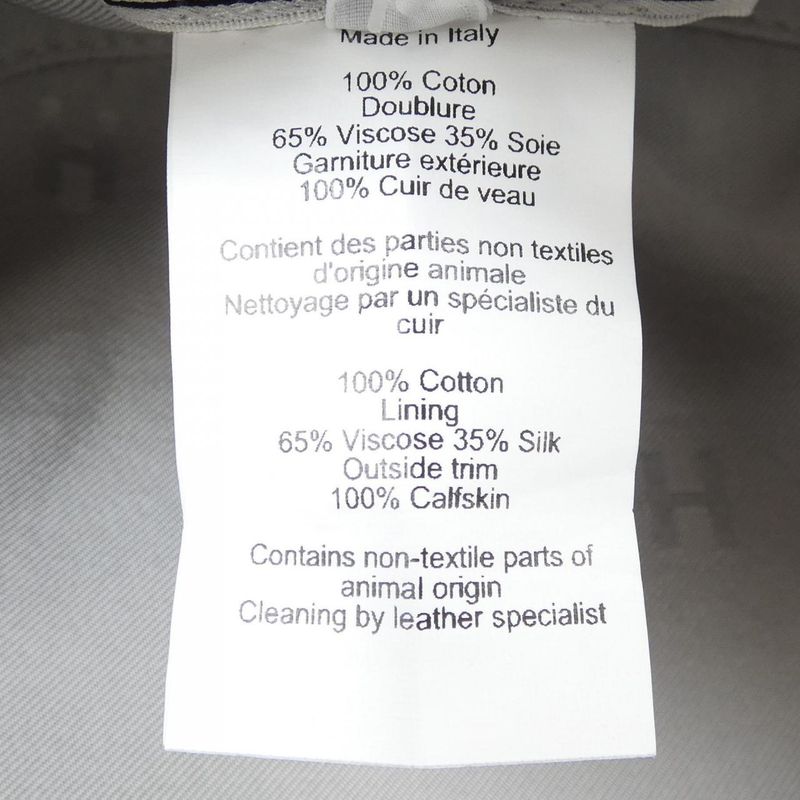 Made in Italy
100% Coton
Doublure
65% Viscose 35% Soie
Garniture extérieure
100% Cuir de veau
Contient des parties non textiles
d'origine animale
Nettoyage par un spécialiste du
cuir
100% Cotton
Lining
65% Viscose 35% Silk
Outside trim
100% Calfskin
Contains non-textile parts of
animal origin
Cleaning by leather specialist
H